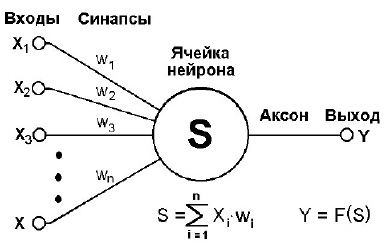 Входы Синапсы
Ячейка
нейрона
X1
w1
X2
w2
X3
w3
S
Аксон Выход
Y
wn
X
S = n ∑ i = 1 Xi·wi Y = F(S)